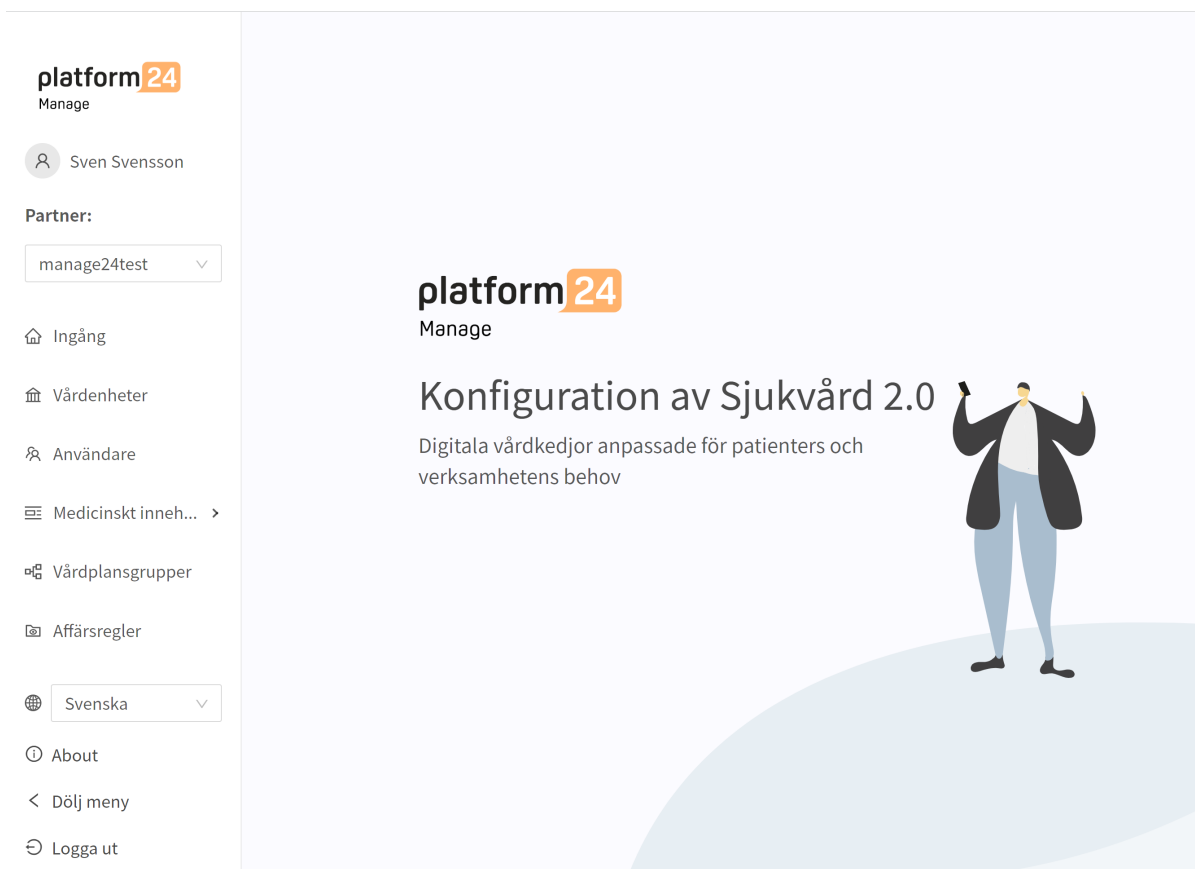 platform24
Manage
Sven Svensson
Partner:
manage24test
Ingång
Vårdenheter
Användare
Medicinskt inneh...
Vårdplansgrupper
Affärsregler
Svenska
About
Dölj meny
Logga ut
platform24
Manage
Konfiguration av Sjukvård 2.0
Digitala vårdkedjor anpassade för patienters och
verksamhetens behov